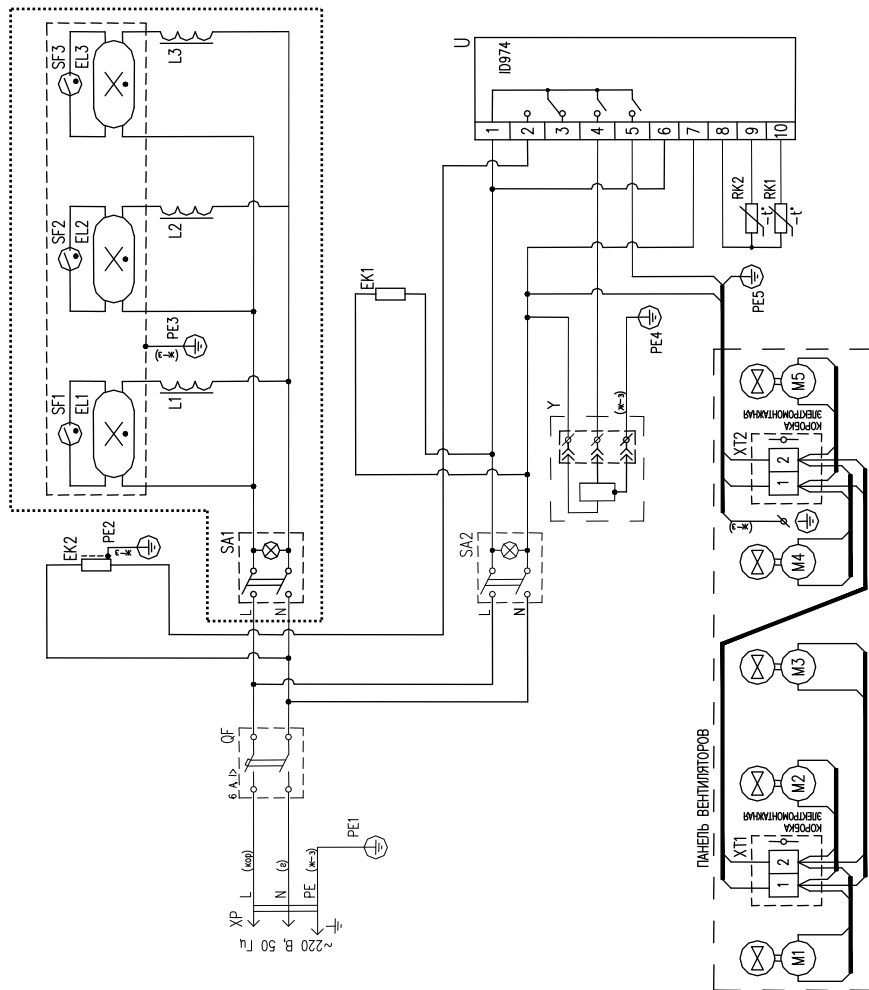 SF1
EL1
SF2
EL2
SF3
EL3
L1
L2
L3
PE3
(ж-з)
EK2
PE2
ж-з
SA1
L
N
QF
6 А, I>
XP
L
(кор)
N
(г)
PE
(ж-з)
PE1
~220 В, 50 Гц
SA2
L
N
EK1
U
ID974
1
2
3
4
5
6
7
8
9
10
RK2
-t°
RK1
-t°
Y
(ж-з)
PE4
PE5
ПАНЕЛЬ ВЕНТИЛЯТОРОВ
XT1
КОРОБКА
ЭЛЕКТРОМОНТАЖНАЯ
1
2
XT2
КОРОБКА
ЭЛЕКТРОМОНТАЖНАЯ
1
2
(ж-з)
M1
M2
M3
M4
M5